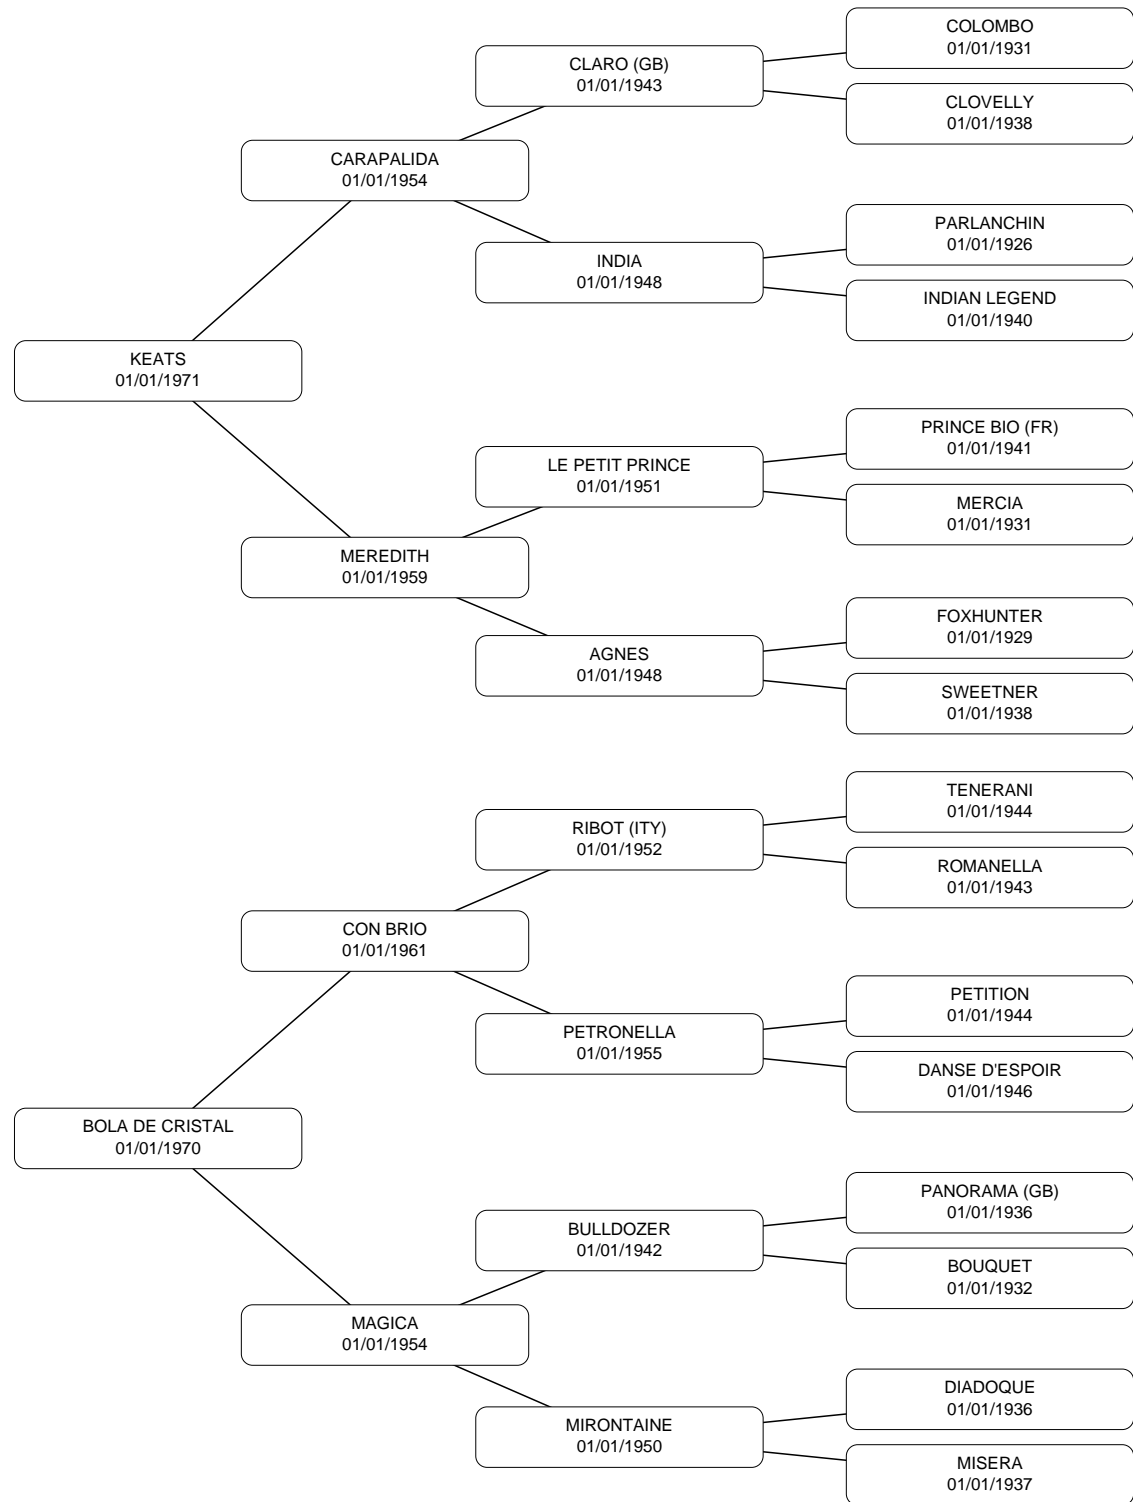 COLOMBO
01/01/1931
CLARO (GB)
01/01/1943
CLOVELLY
01/01/1938
CARAPALIDA
01/01/1954
PARLANCHIN
01/01/1926
INDIA
01/01/1948
INDIAN LEGEND
01/01/1940
KEATS
01/01/1971
PRINCE BIO (FR)
01/01/1941
LE PETIT PRINCE
01/01/1951
MERCIA
01/01/1931
MEREDITH
01/01/1959
FOXHUNTER
01/01/1929
AGNES
01/01/1948
SWEETNER
01/01/1938
TENERANI
01/01/1944
RIBOT (ITY)
01/01/1952
ROMANELLA
01/01/1943
CON BRIO
01/01/1961
PETITION
01/01/1944
PETRONELLA
01/01/1955
DANSE D'ESPOIR
01/01/1946
BOLA DE CRISTAL
01/01/1970
PANORAMA (GB)
01/01/1936
BULLDOZER
01/01/1942
BOUQUET
01/01/1932
MAGICA
01/01/1954
DIADOQUE
01/01/1936
MIRONTAINE
01/01/1950
MISERA
01/01/1937